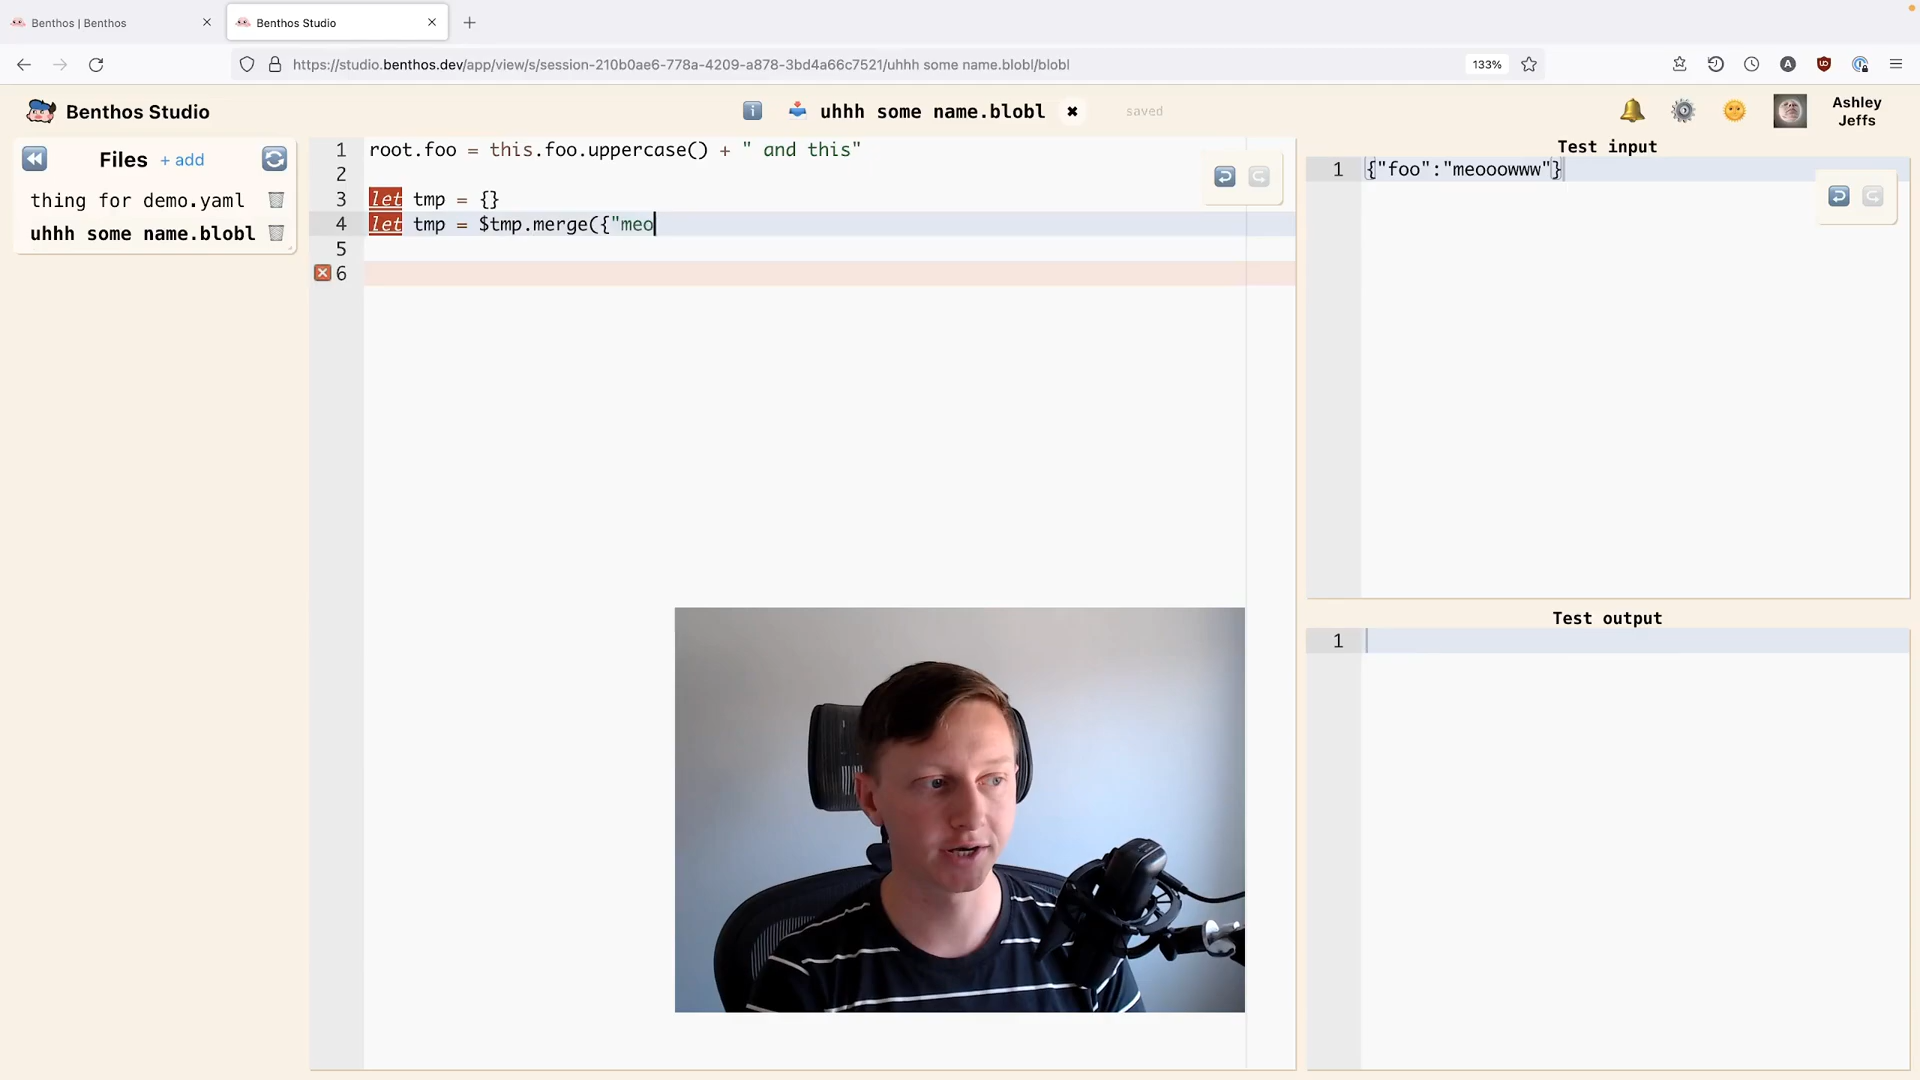 Benthos | Benthos
Benthos Studio
https://studio.benthos.dev/app/view/s/session-210b0ae6-778a-4209-a878-3bd4a66c7521/uhhh some name.blobl/blobl
133%
Benthos Studio
uhhh some name.blobl
saved
Ashley
Jeffs
Files + add
thing for demo.yaml
uhhh some name.blobl
1 root.foo = this.foo.uppercase() + " and this"
2
3 let tmp = {}
4 let tmp = $tmp.merge({"meo
5
6
Test input
1 {"foo":"meooowww"}
Test output
1